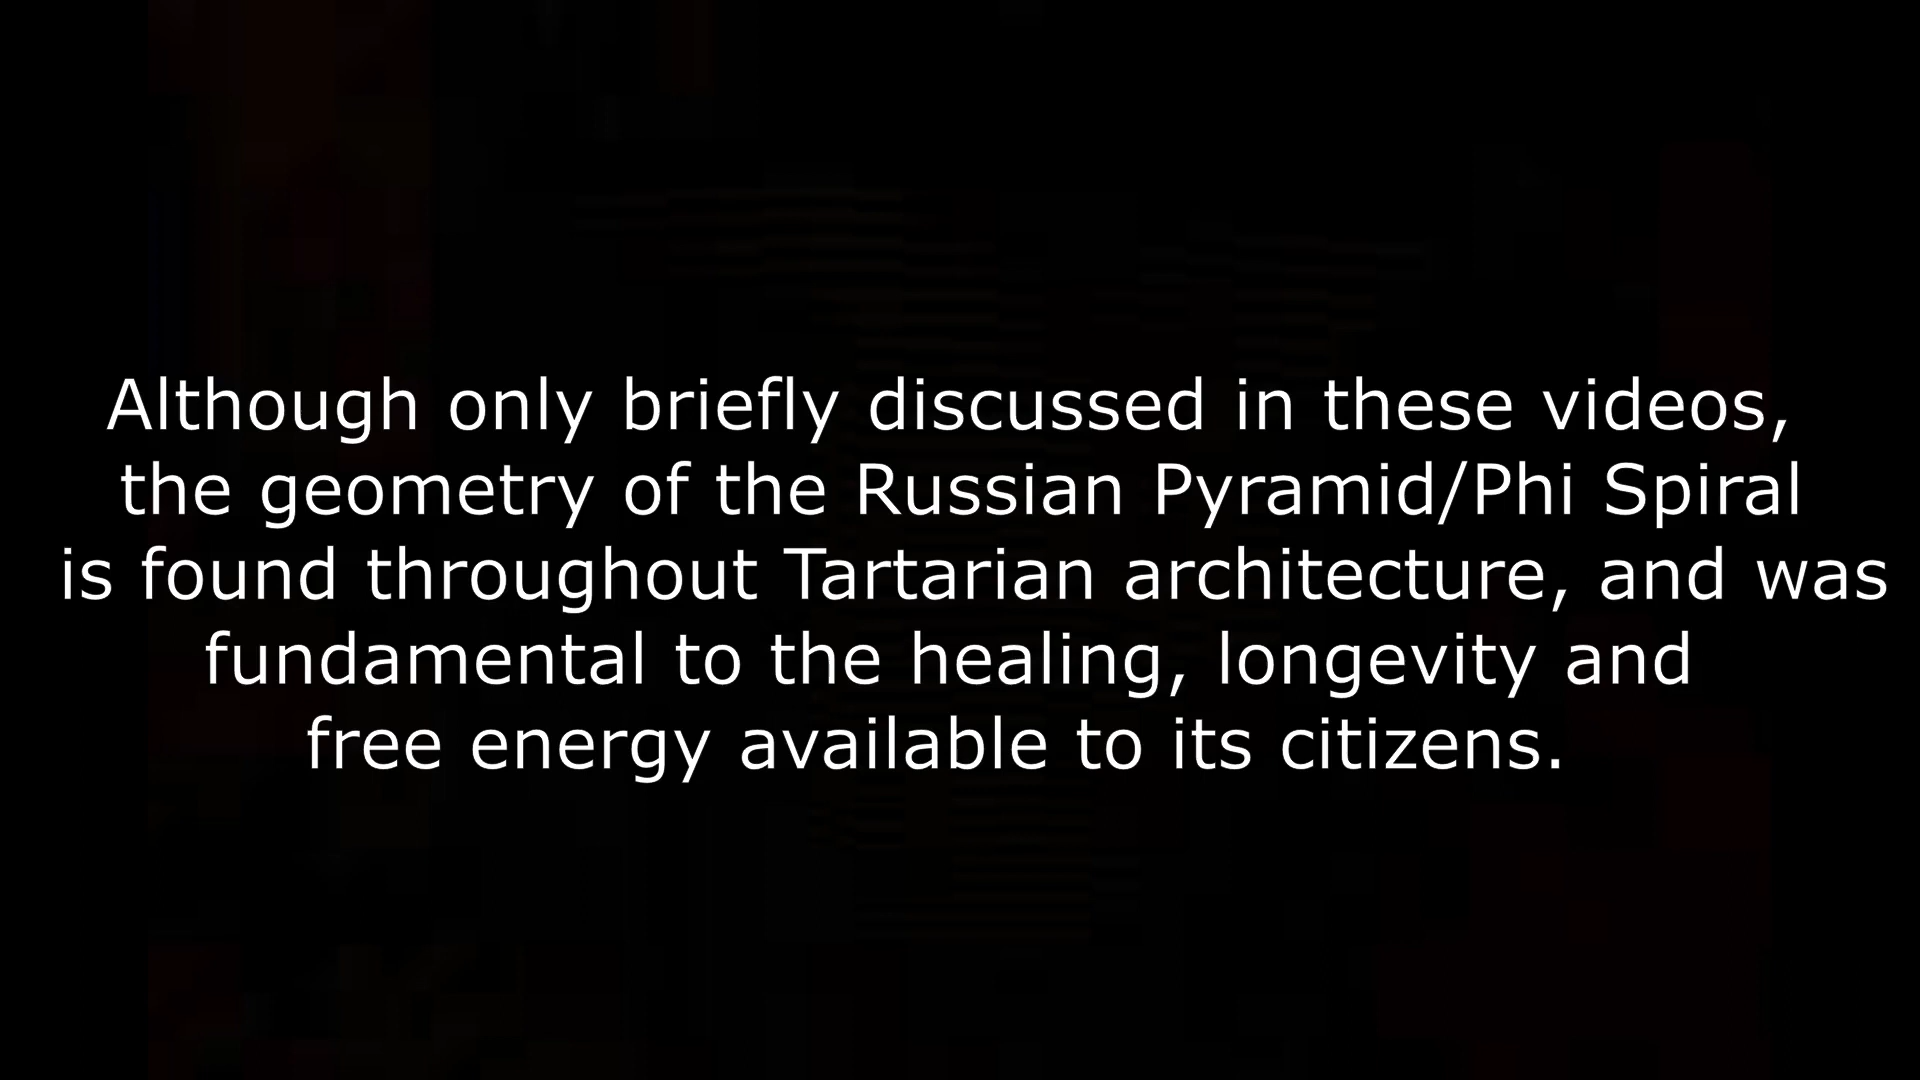 Although only briefly discussed in these videos,
the geometry of the Russian Pyramid/Phi Spiral
is found throughout Tartarian architecture, and was
fundamental to the healing, longevity and
free energy available to its citizens.